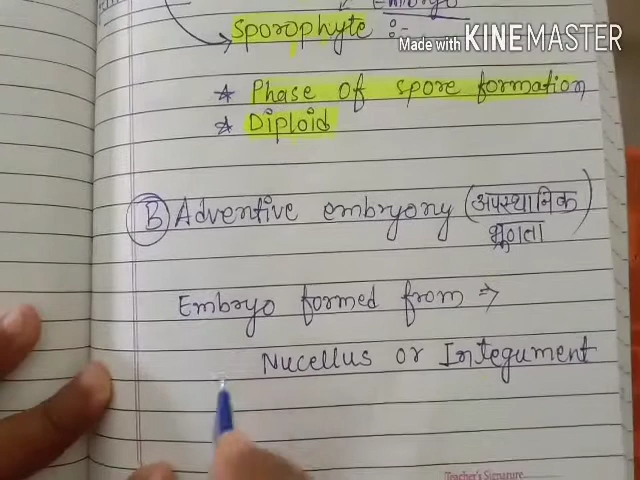 Embryo
Sporophyte :-
Made with KINEMASTER
* Phase of spore formation
* Diploid
(B) Adventive embryony (अपस्थानिक
भ्रूणता)
Embryo formed from ⇒
Nucellus or Integument
Teacher's Signature